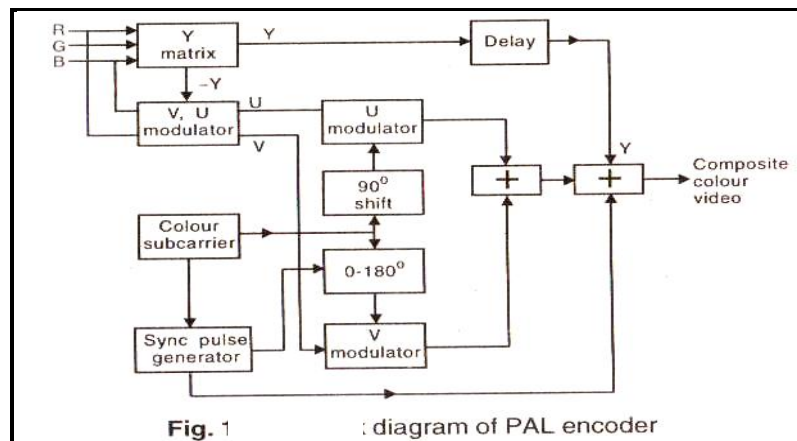 R
G
B
Y
matrix
Y
Delay
–Y
V, U
modulator
U
V
U
modulator
90° shift
Colour
subcarrier
0-180°
Sync pulse
generator
V
modulator
+
+
Y
Composite
colour
video
Fig. 1 : diagram of PAL encoder